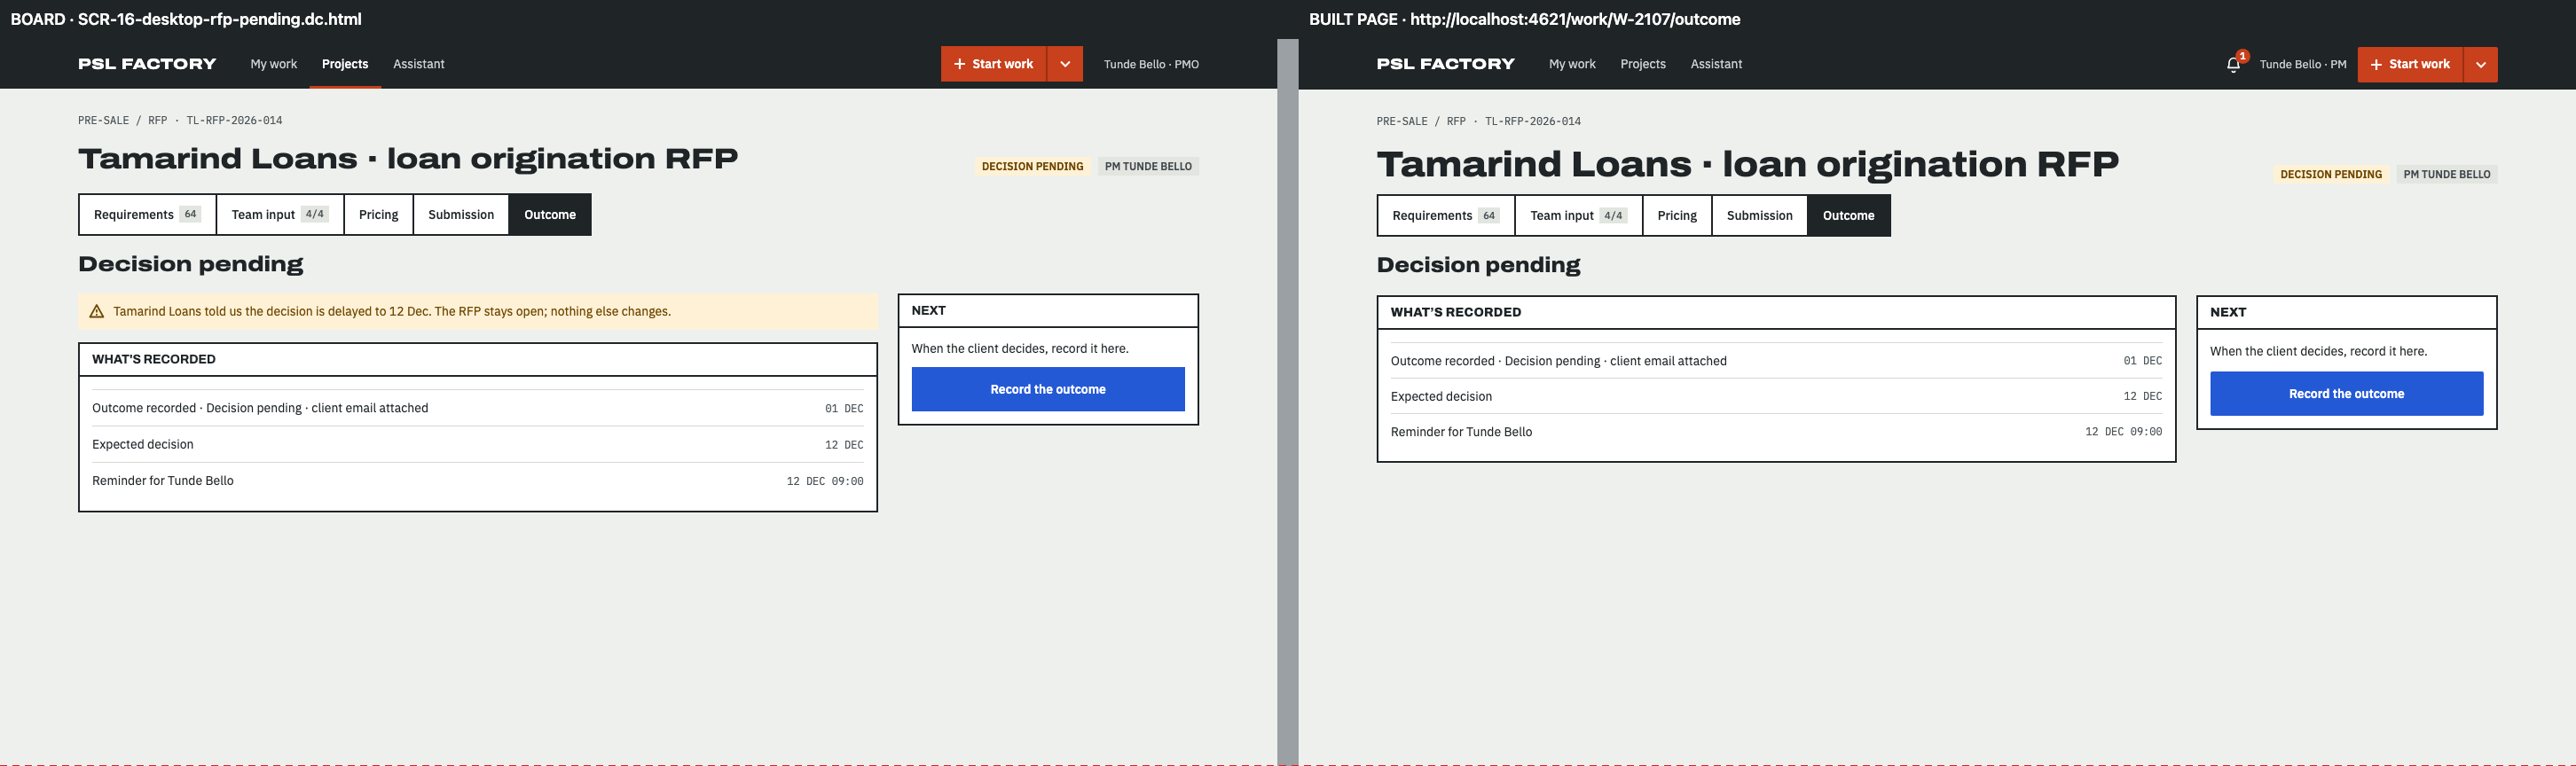 BOARD · SCR-16-desktop-rfp-pending.dc.html
PSL FACTORY My work Projects Assistant + Start work Tunde Bello · PMO
PRE-SALE / RFP · TL-RFP-2026-014
Tamarind Loans · loan origination RFP
DECISION PENDING PM TUNDE BELLO
Requirements 64 Team input 4/4 Pricing Submission Outcome
Decision pending
Tamarind Loans told us the decision is delayed to 12 Dec. The RFP stays open; nothing else changes.
WHAT'S RECORDED
Outcome recorded · Decision pending · client email attached 01 DEC
Expected decision 12 DEC
Reminder for Tunde Bello 12 DEC 09:00
NEXT
When the client decides, record it here.
Record the outcome
BUILT PAGE · http://localhost:4621/work/W-2107/outcome
PSL FACTORY My work Projects Assistant 1 Tunde Bello · PM + Start work
PRE-SALE / RFP · TL-RFP-2026-014
Tamarind Loans · loan origination RFP
DECISION PENDING PM TUNDE BELLO
Requirements 64 Team input 4/4 Pricing Submission Outcome
Decision pending
WHAT'S RECORDED
Outcome recorded · Decision pending · client email attached 01 DEC
Expected decision 12 DEC
Reminder for Tunde Bello 12 DEC 09:00
NEXT
When the client decides, record it here.
Record the outcome